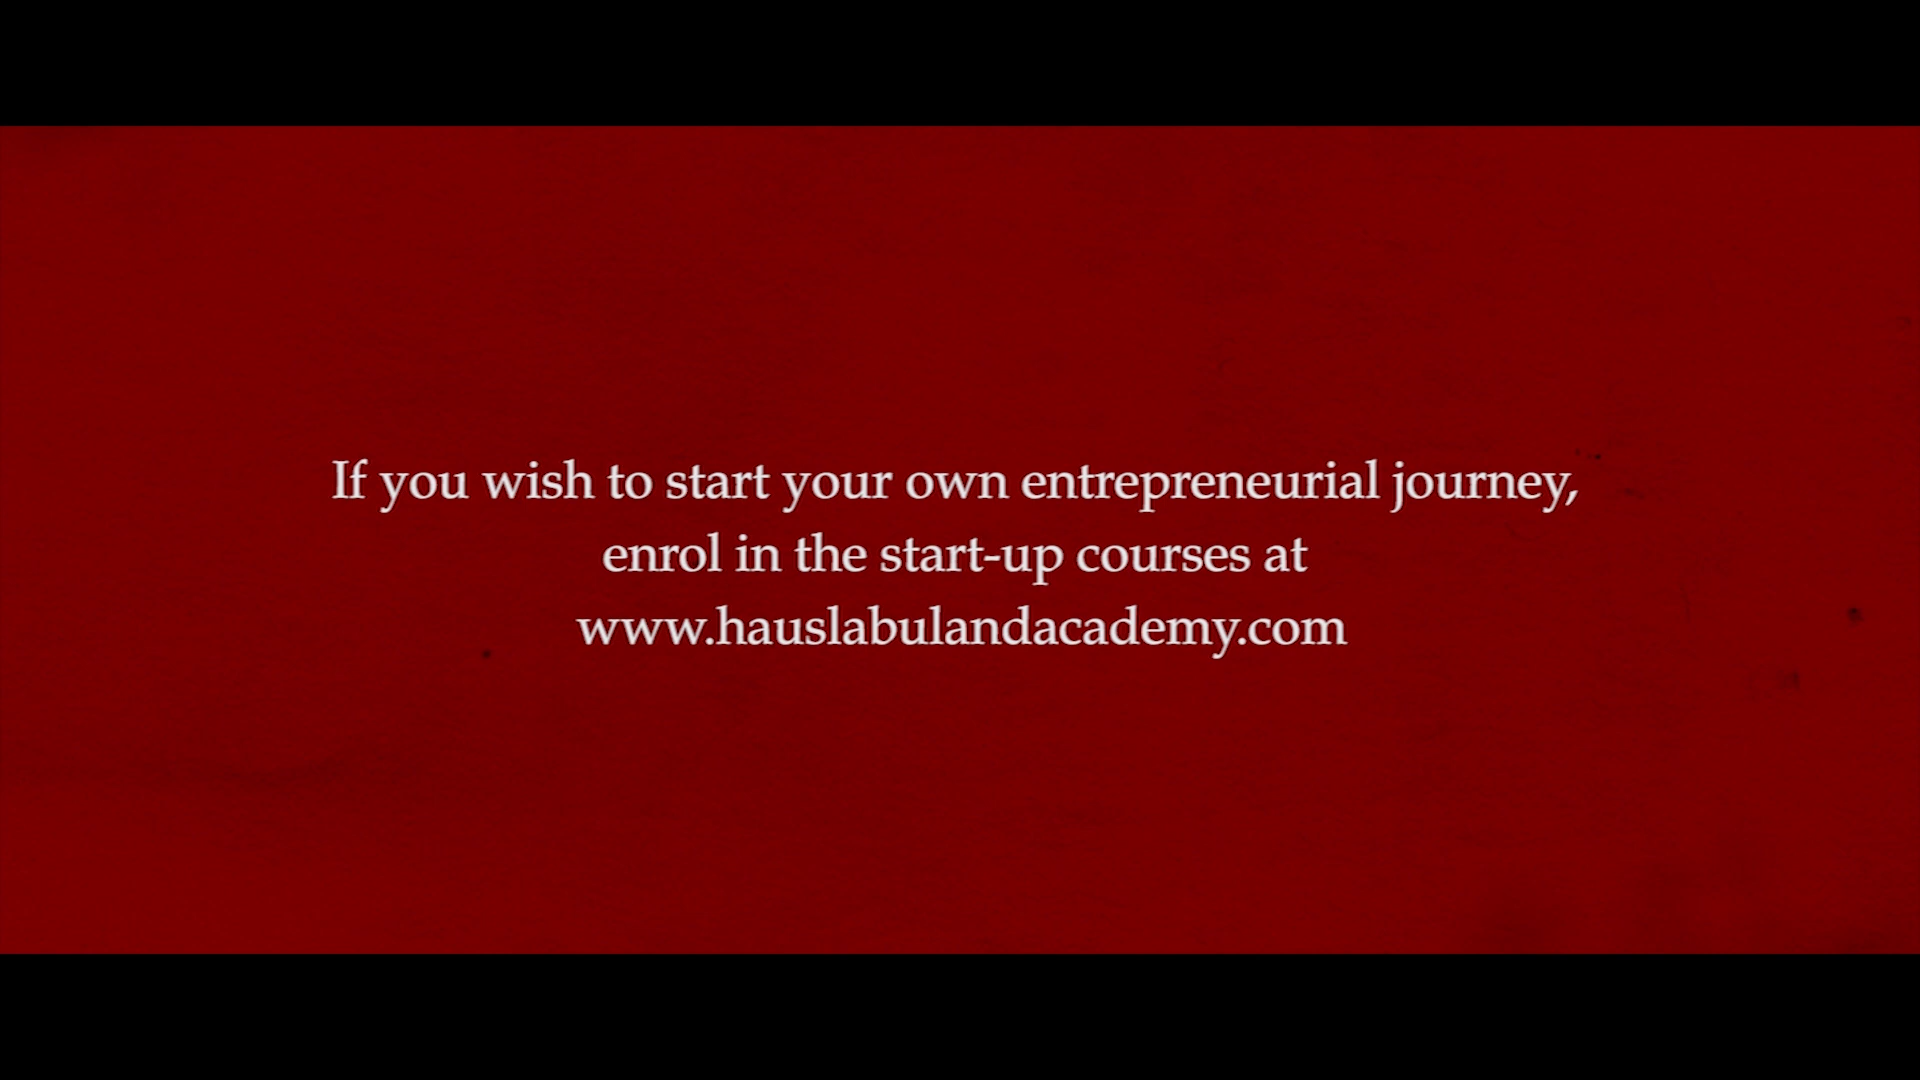 If you wish to start your own entrepreneurial journey,
enrol in the start-up courses at
www.hauslabulandacademy.com